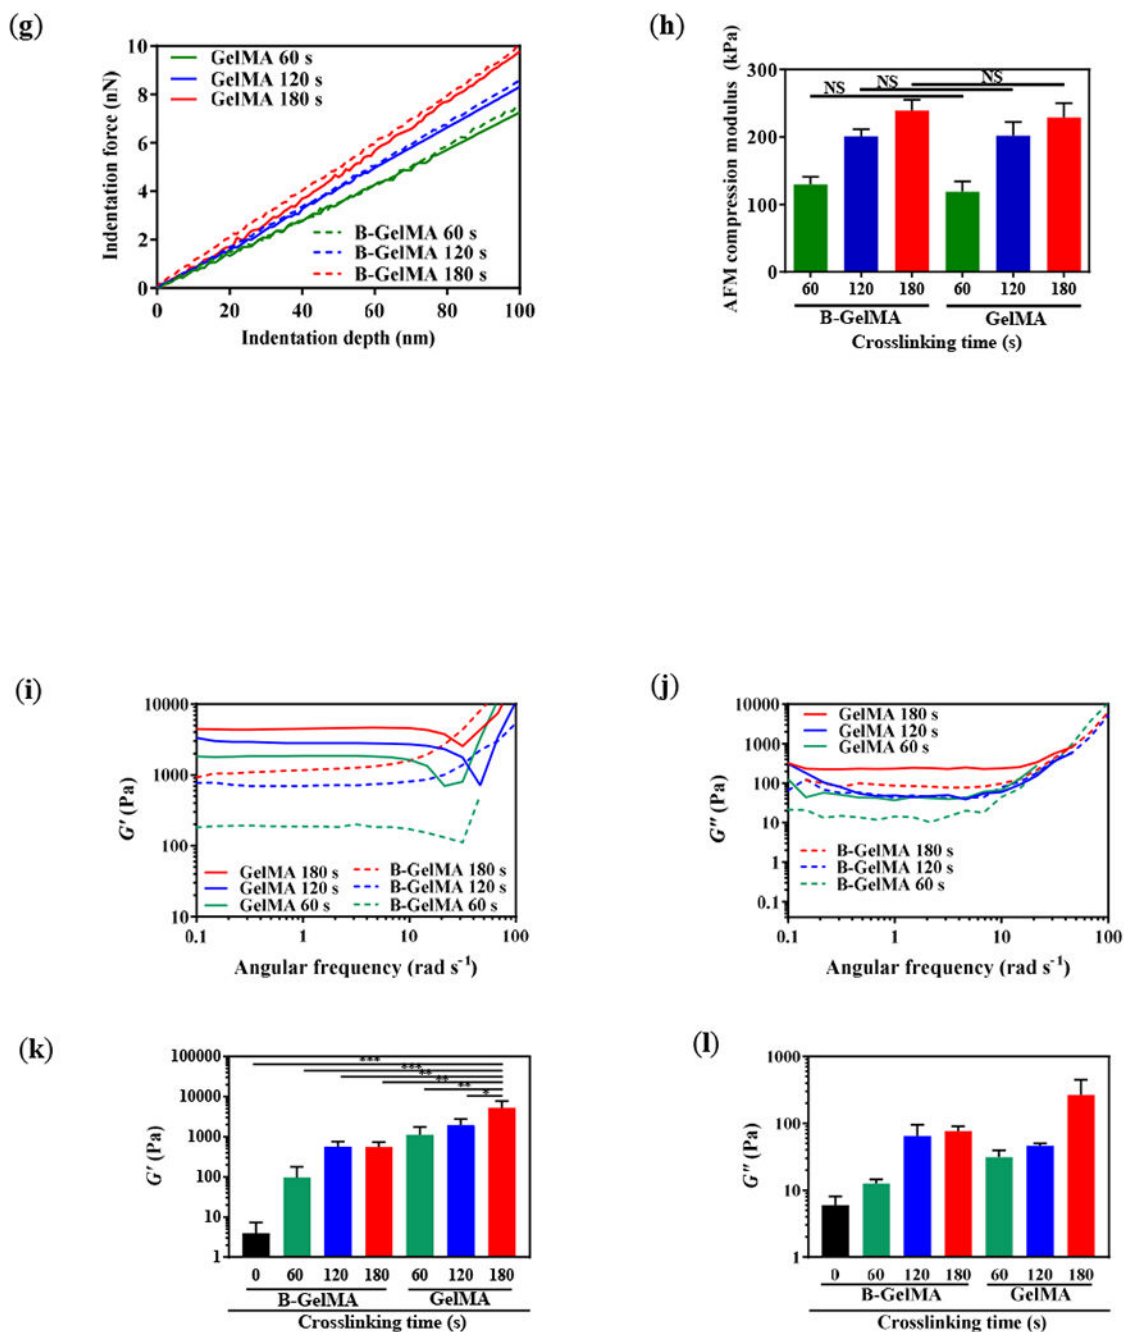 (g)
Indentation force (nN)
10
8
6
4
2
0
GelMA 60 s
GelMA 120 s
GelMA 180 s
B-GelMA 60 s
B-GelMA 120 s
B-GelMA 180 s
0 20 40 60 80 100
Indentation depth (nm)
(h)
AFM compression modulus (kPa)
300
200
100
0
NS NS NS
60 120 180 60 120 180
B-GelMA GelMA
Crosslinking time (s)
(i)
G′ (Pa)
10000
1000
100
10
GelMA 180 s B-GelMA 180 s
GelMA 120 s B-GelMA 120 s
GelMA 60 s B-GelMA 60 s
0.1 1 10 100
Angular frequency (rad s⁻¹)
(j)
G″ (Pa)
10000
1000
100
10
1
0.1
GelMA 180 s
GelMA 120 s
GelMA 60 s
B-GelMA 180 s
B-GelMA 120 s
B-GelMA 60 s
0.1 1 10 100
Angular frequency (rad s⁻¹)
(k)
G′ (Pa)
100000
10000
1000
100
10
1
***
***
**
**
**
*
0 60 120 180 60 120 180
B-GelMA GelMA
Crosslinking time (s)
(l)
G″ (Pa)
1000
100
10
1
0 60 120 180 60 120 180
B-GelMA GelMA
Crosslinking time (s)